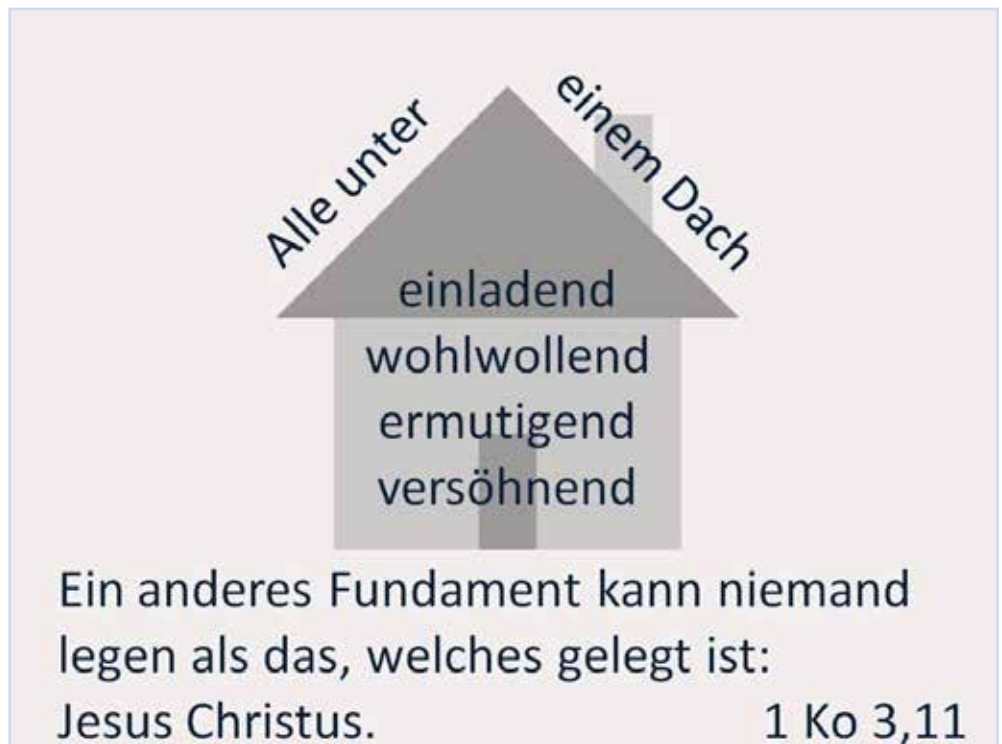 Alle unter
einem Dach
einladend
wohlwollend
ermutigend
versöhnend
Ein anderes Fundament kann niemand
legen als das, welches gelegt ist:
Jesus Christus. 1 Ko 3,11